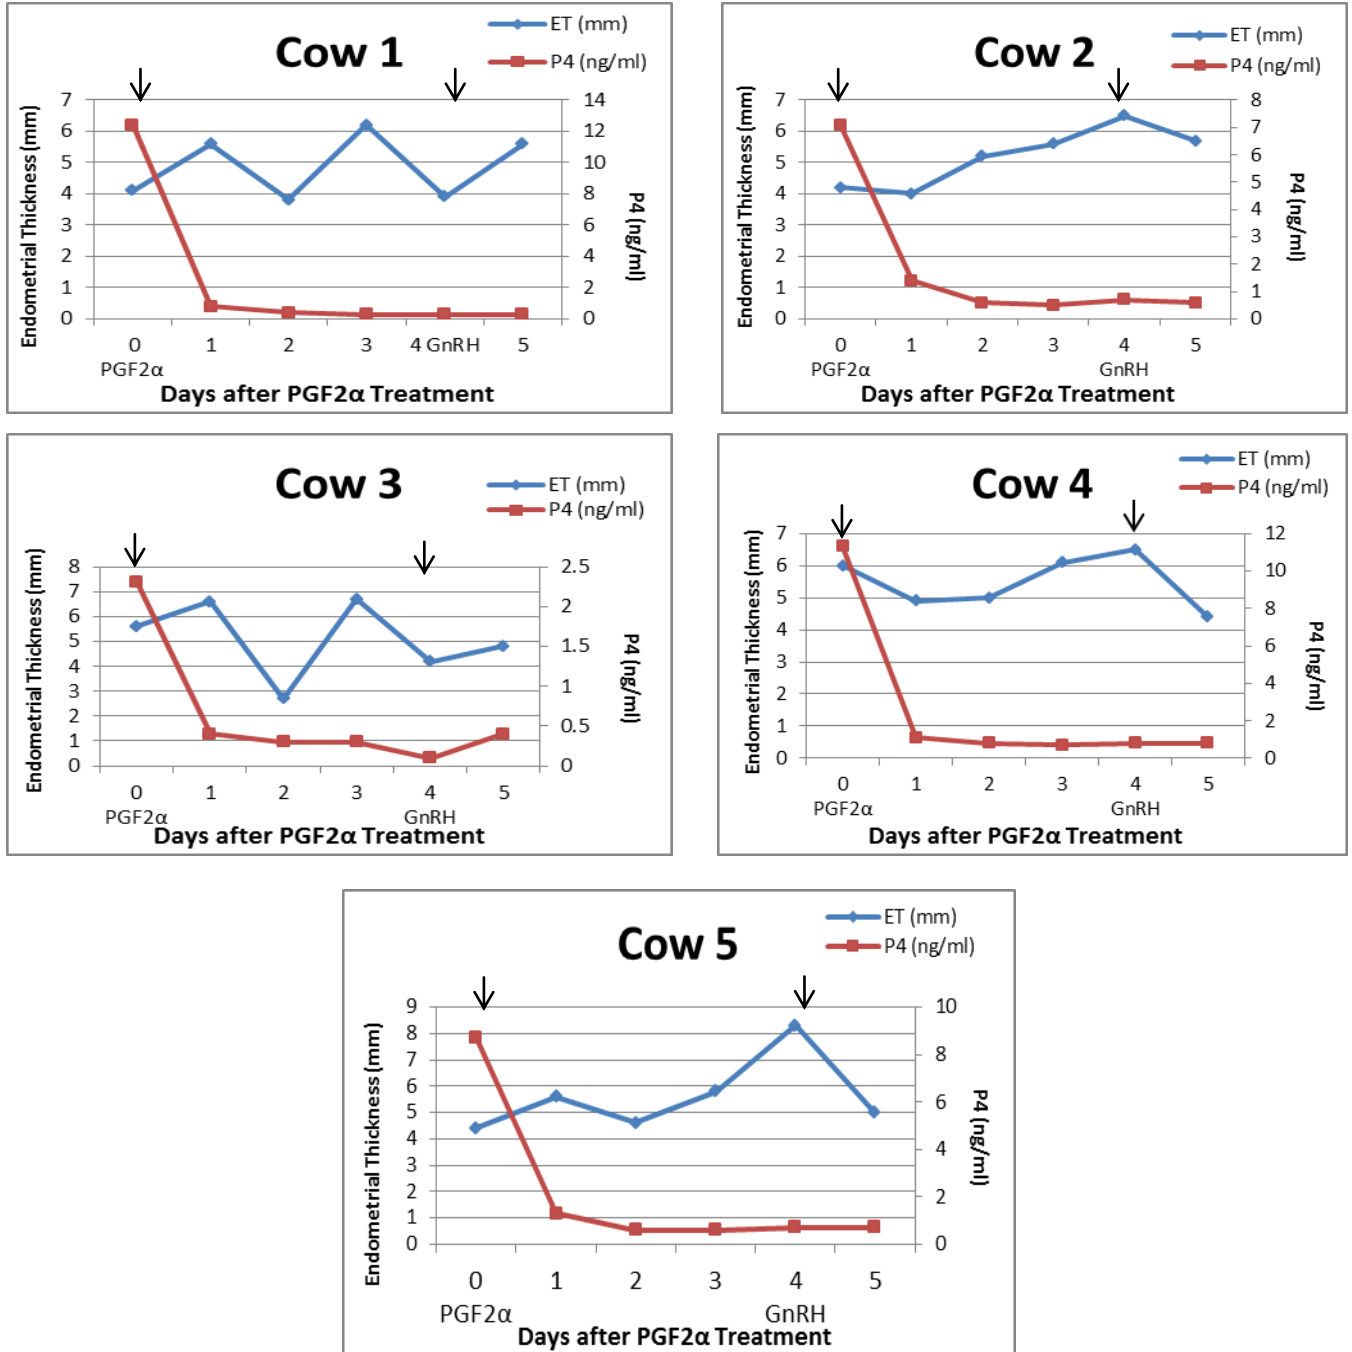 Cow 1
ET (mm)
P4 (ng/ml)
Endometrial Thickness (mm)
7
6
5
4
3
2
1
0
14
12
10
8
6
4
2
0
P4 (ng/ml)
0 1 2 3 4 GnRH 5
PGF2α
Days after PGF2α Treatment
Cow 2
ET (mm)
P4 (ng/ml)
Endometrial Thickness (mm)
7
6
5
4
3
2
1
0
8
7
6
5
4
3
2
1
0
P4 (ng/ml)
0 1 2 3 4 5
PGF2α GnRH
Days after PGF2α Treatment
Cow 3
ET (mm)
P4 (ng/ml)
Endometrial Thickness (mm)
8
7
6
5
4
3
2
1
0
2.5
2
1.5
1
0.5
0
P4 (ng/ml)
0 1 2 3 4 5
PGF2α GnRH
Days after PGF2α Treatment
Cow 4
ET (mm)
P4 (ng/ml)
Endometrial Thickness (mm)
7
6
5
4
3
2
1
0
12
10
8
6
4
2
0
P4 (ng/ml)
0 1 2 3 4 5
PGF2α GnRH
Days after PGF2α Treatment
Cow 5
ET (mm)
P4 (ng/ml)
Endometrial Thickness (mm)
9
8
7
6
5
4
3
2
1
0
10
8
6
4
2
0
P4 (ng/ml)
0 1 2 3 4 5
PGF2α GnRH
Days after PGF2α Treatment